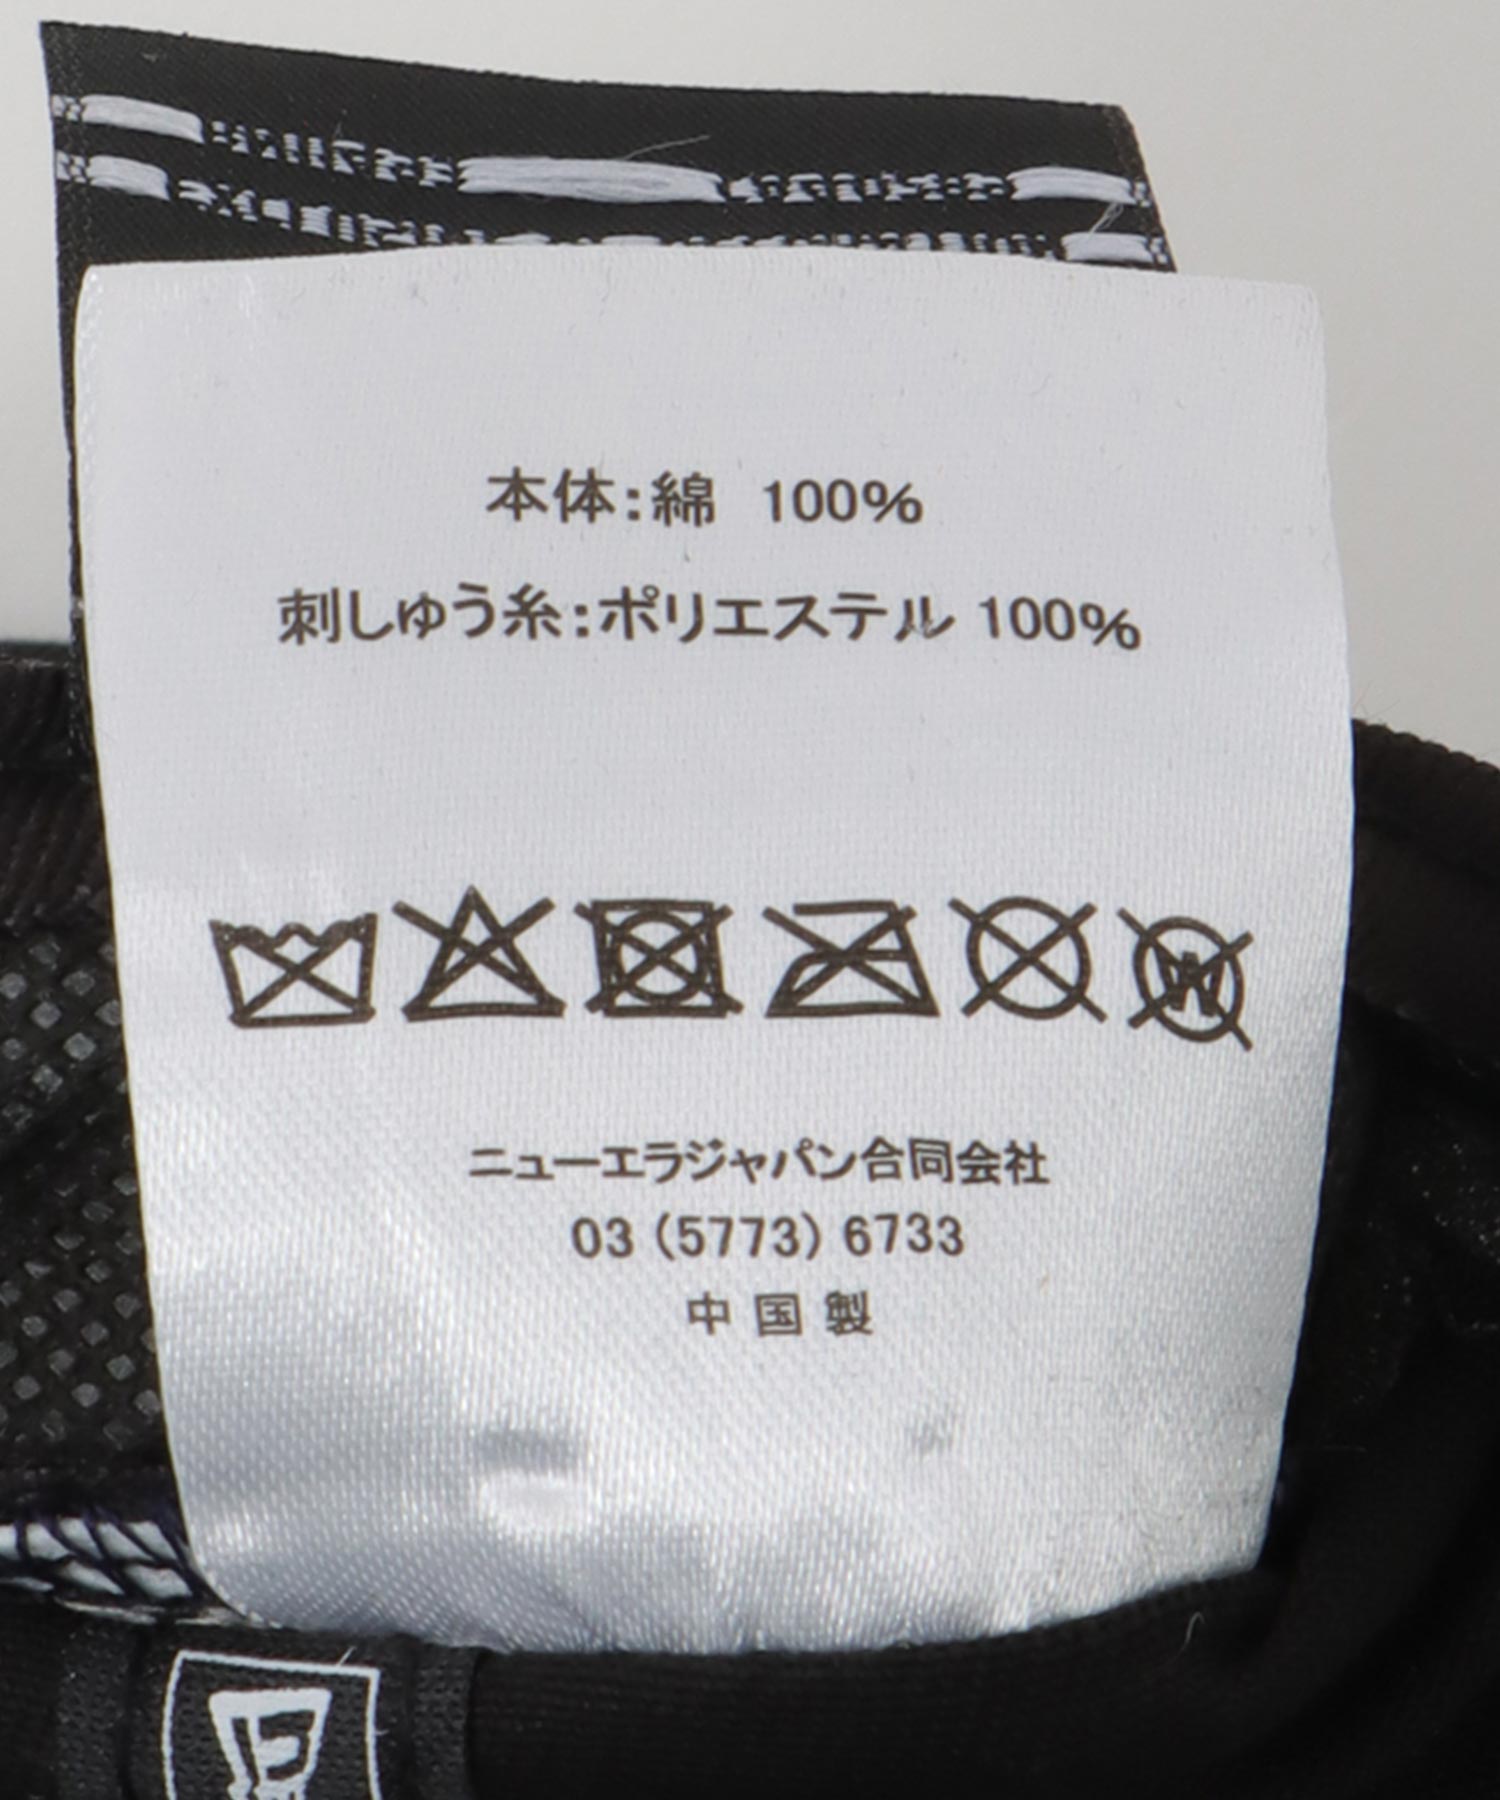 本体:綿 100%
刺しゅう糸:ポリエステル 100%
W
ニューエラジャパン合同会社
03 (5773) 6733
中国製